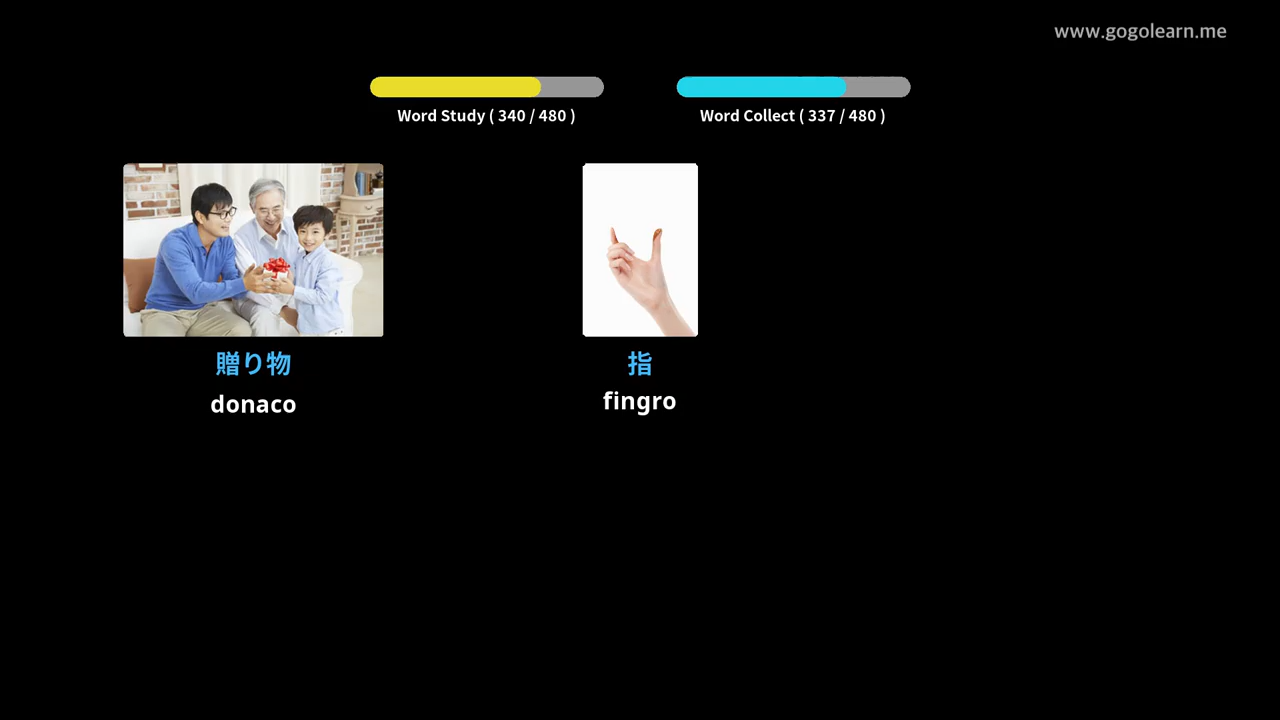 www.gogolearn.me
Word Study ( 340 / 480 )
Word Collect ( 337 / 480 )
贈り物
donaco
指
fingro